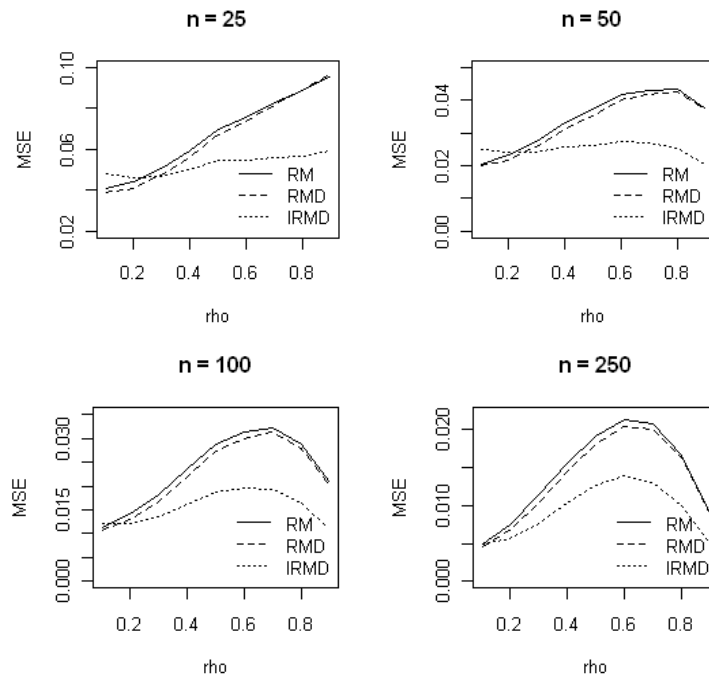 n = 25
MSE
0.10
0.06
0.02
RM
RMD
IRMD
0.2 0.4 0.6 0.8
rho
n = 50
MSE
0.04
0.02
0.00
RM
RMD
IRMD
0.2 0.4 0.6 0.8
rho
n = 100
MSE
0.030
0.015
0.000
RM
RMD
IRMD
0.2 0.4 0.6 0.8
rho
n = 250
MSE
0.020
0.010
0.000
RM
RMD
IRMD
0.2 0.4 0.6 0.8
rho